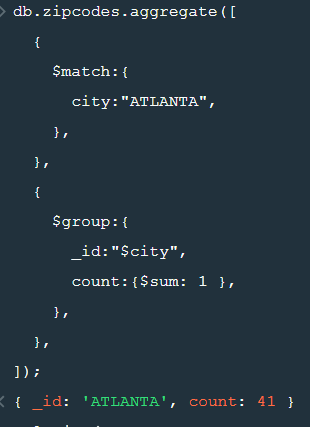 > db.zipcodes.aggregate([
{
$match:{
city:"ATLANTA",
},
},
{
$group:{
_id:"$city",
count:{$sum: 1 },
},
},
]);
< { _id: 'ATLANTA', count: 41 }